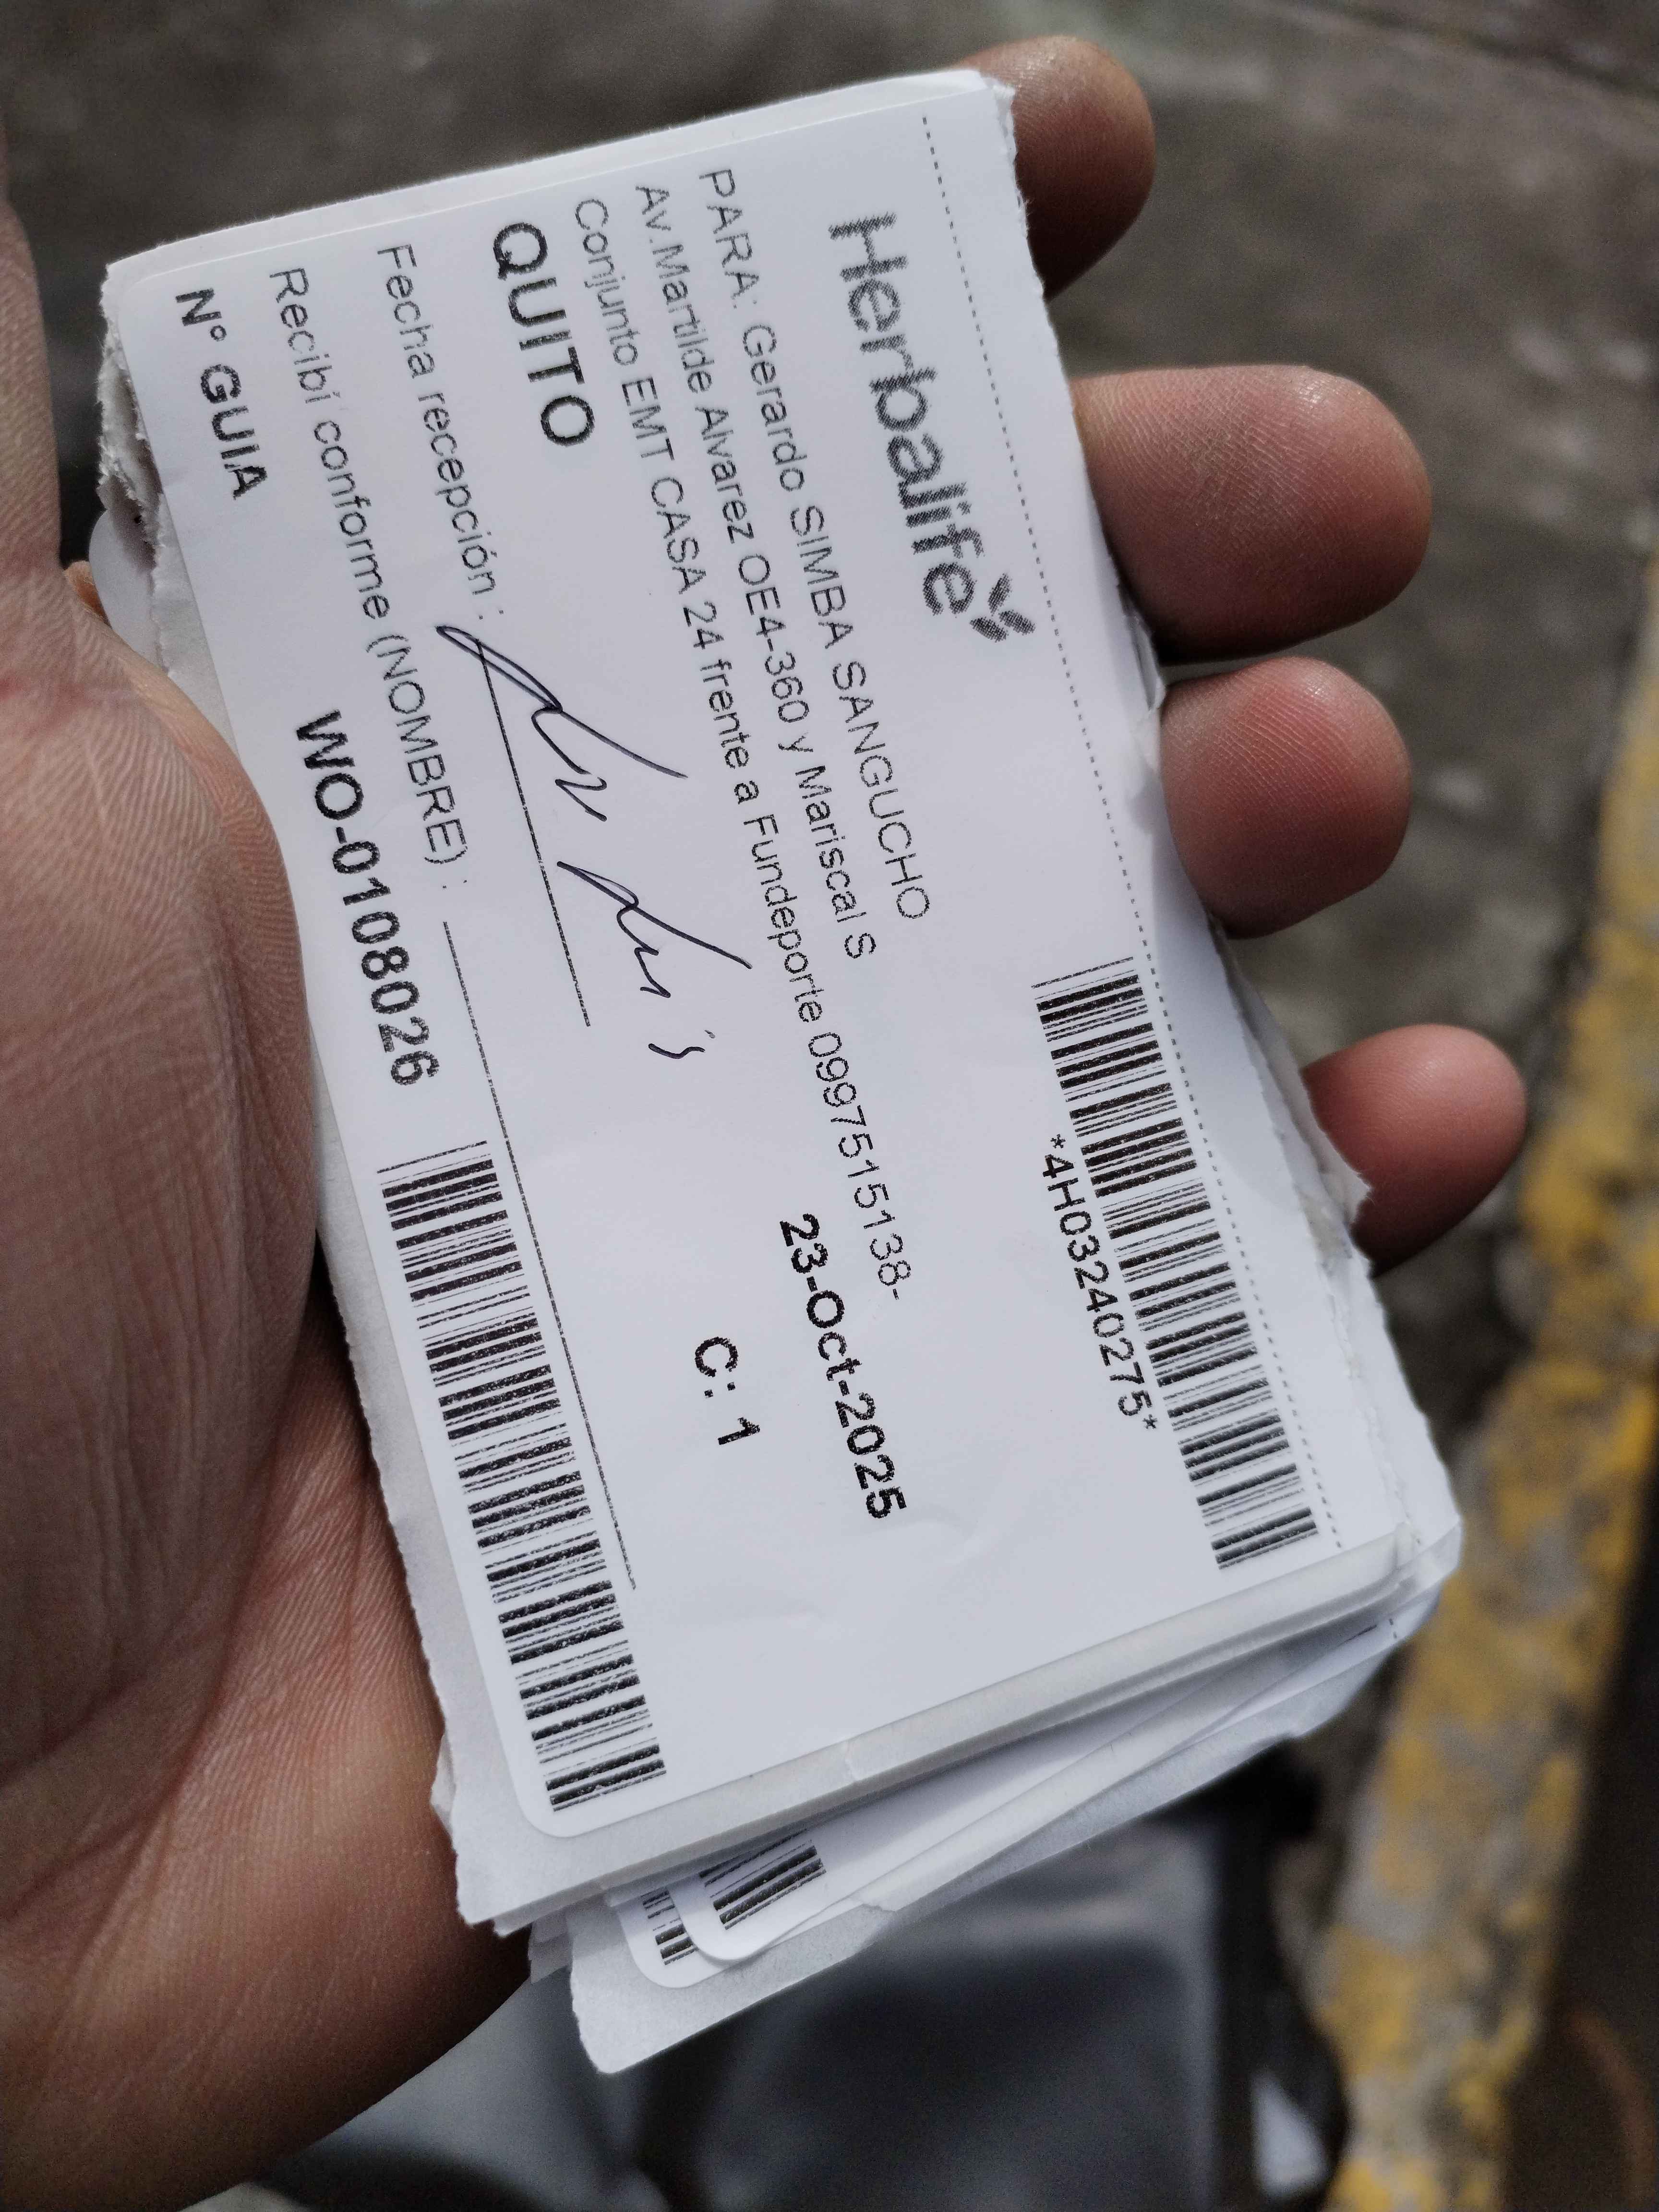 Herbalife
*4H03240275*
PARA: Gerardo SIMBA SANGUCHO
Av.Martilde Alvarez OE4-360 y Mariscal S
Conjunto EMT CASA 24 frente a Fundeporte 0997515138-
23-Oct-2025
QUITO
C: 1
Fecha recepción :
Recibí conforme (NOMBRE) :
N° GUIA
WO-0108026